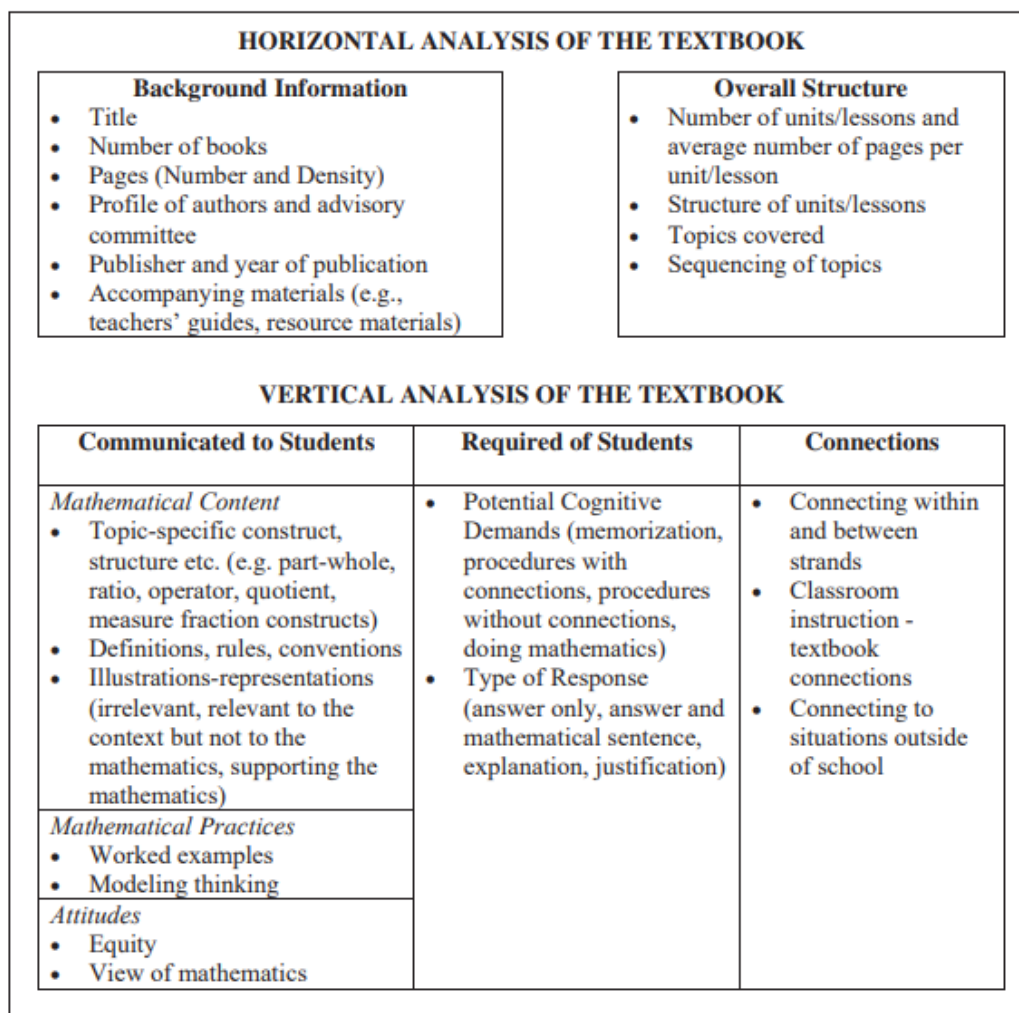 HORIZONTAL ANALYSIS OF THE TEXTBOOK
Background Information
• Title
• Number of books
• Pages (Number and Density)
• Profile of authors and advisory
committee
• Publisher and year of publication
• Accompanying materials (e.g.,
teachers’ guides, resource materials)
Overall Structure
• Number of units/lessons and
average number of pages per
unit/lesson
• Structure of units/lessons
• Topics covered
• Sequencing of topics
VERTICAL ANALYSIS OF THE TEXTBOOK
Communicated to Students
Mathematical Content
• Topic-specific construct,
structure etc. (e.g. part-whole,
ratio, operator, quotient,
measure fraction constructs)
• Definitions, rules, conventions
• Illustrations-representations
(irrelevant, relevant to the
context but not to the
mathematics, supporting the
mathematics)
Mathematical Practices
• Worked examples
• Modeling thinking
Attitudes
• Equity
• View of mathematics
Required of Students
• Potential Cognitive
Demands (memorization,
procedures with
connections, procedures
without connections,
doing mathematics)
• Type of Response
(answer only, answer and
mathematical sentence,
explanation, justification)
Connections
• Connecting within
and between
strands
• Classroom
instruction -
textbook
connections
• Connecting to
situations outside
of school